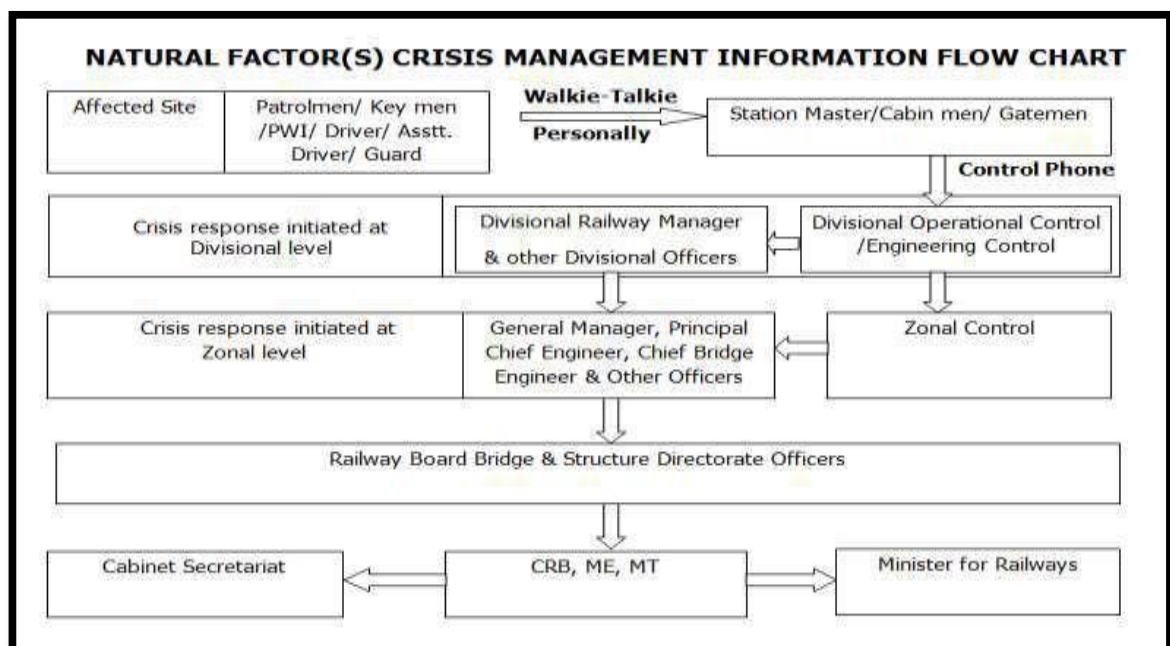 NATURAL FACTOR(S) CRISIS MANAGEMENT INFORMATION FLOW CHART
Affected Site
Patrolmen/ Key men
/PWI/ Driver/ Asstt.
Driver/ Guard
Walkie-Talkie
Personally
Station Master/Cabin men/ Gatemen
Control Phone
Crisis response initiated at
Divisional level
Divisional Railway Manager
& other Divisional Officers
Divisional Operational Control
/Engineering Control
Crisis response initiated at
Zonal level
General Manager, Principal
Chief Engineer, Chief Bridge
Engineer & Other Officers
Zonal Control
Railway Board Bridge & Structure Directorate Officers
Cabinet Secretariat
CRB, ME, MT
Minister for Railways